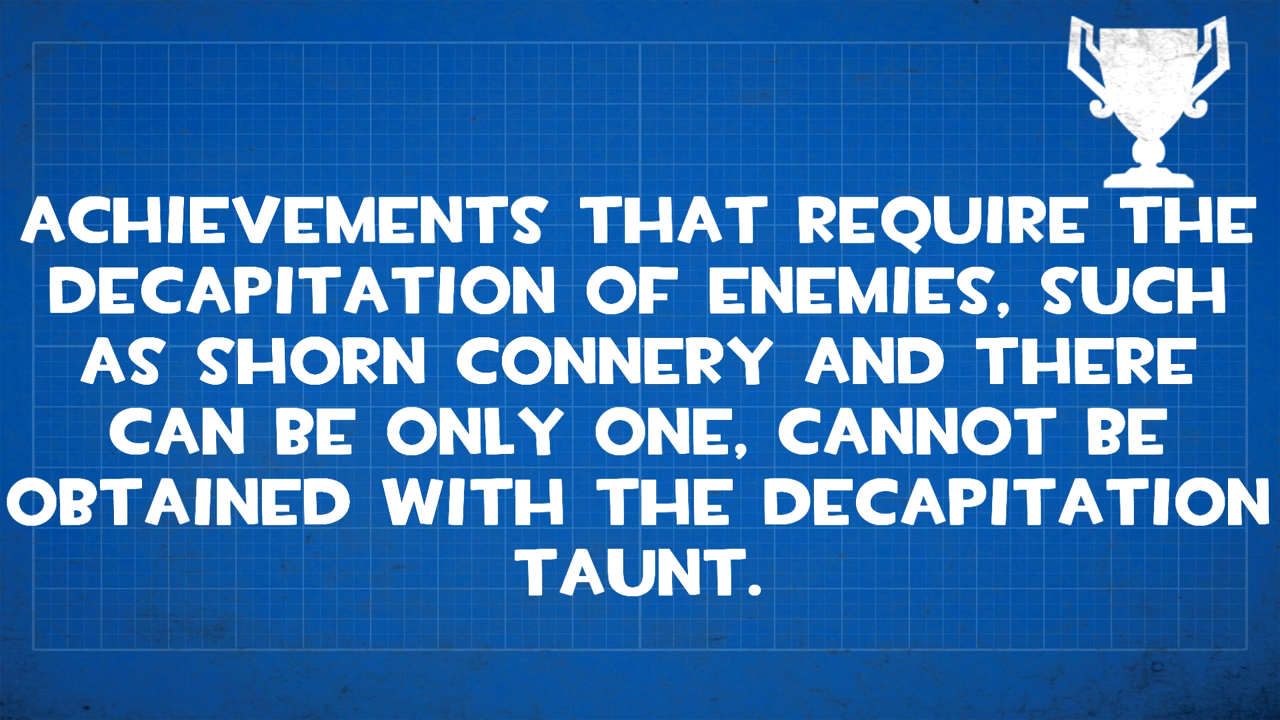 ACHIEVEMENTS THAT REQUIRE THE
DECAPITATION OF ENEMIES, SUCH
AS SHORN CONNERY AND THERE
CAN BE ONLY ONE, CANNOT BE
OBTAINED WITH THE DECAPITATION
TAUNT.